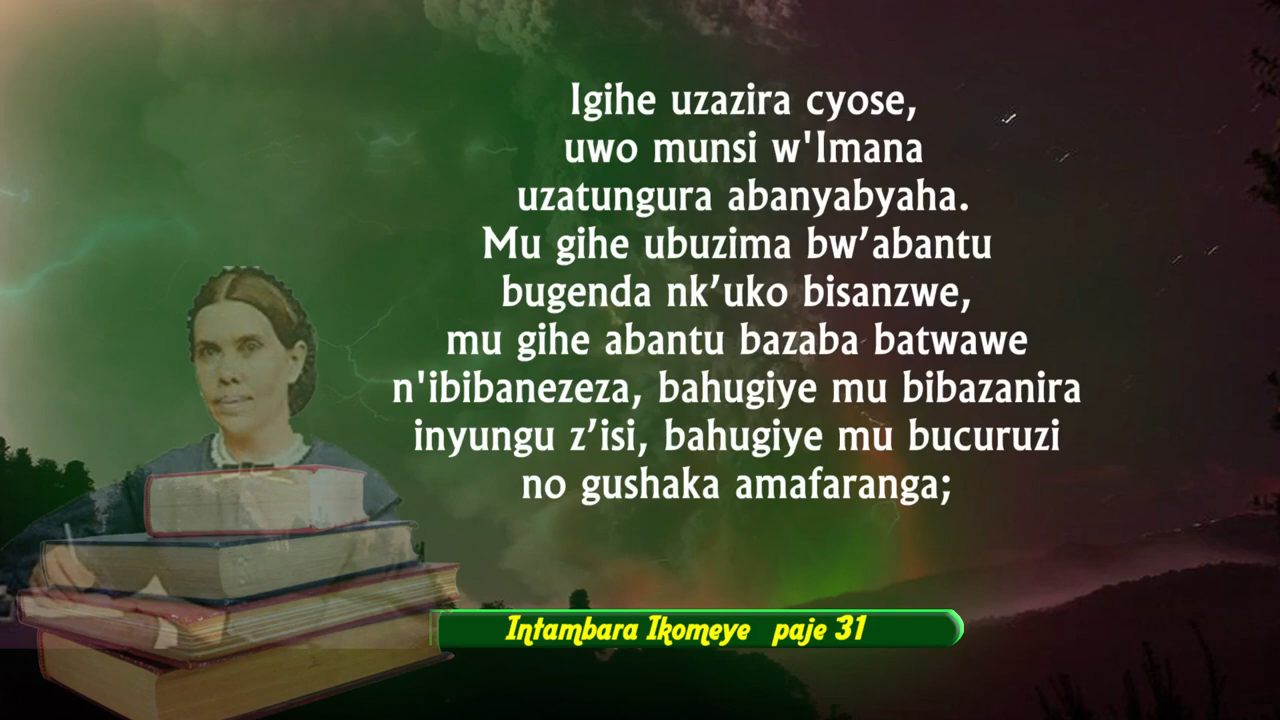 Igihe uzazira cyose,
uwo munsi w'Imana
uzatungura abanyabyaha.
Mu gihe ubuzima bw’abantu
bugenda nk’uko bisanzwe,
mu gihe abantu bazaba batwawe
n'ibibanezeza, bahugiye mu bibazanira
inyungu z’isi, bahugiye mu bucuruzi
no gushaka amafaranga;
Intambara Ikomeye paje 31